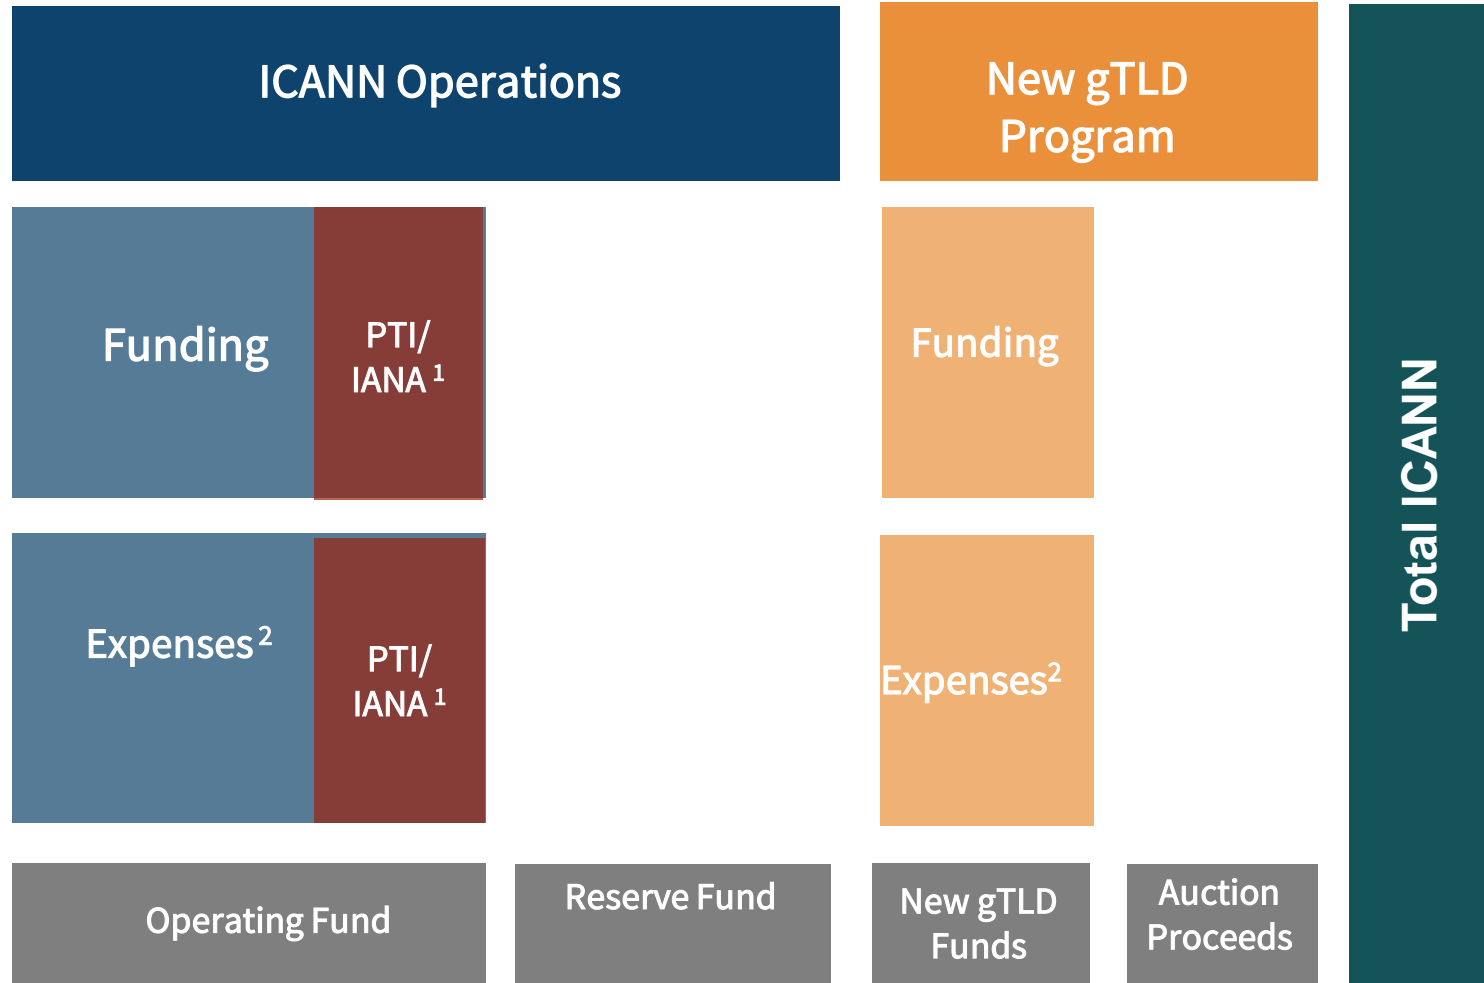 ICANN Operations
New gTLD
Program
Funding
PTI/
IANA 1
Funding
Expenses 2
PTI/
IANA 1
Expenses2
Operating Fund
Reserve Fund
New gTLD
Funds
Auction
Proceeds
Total ICANN